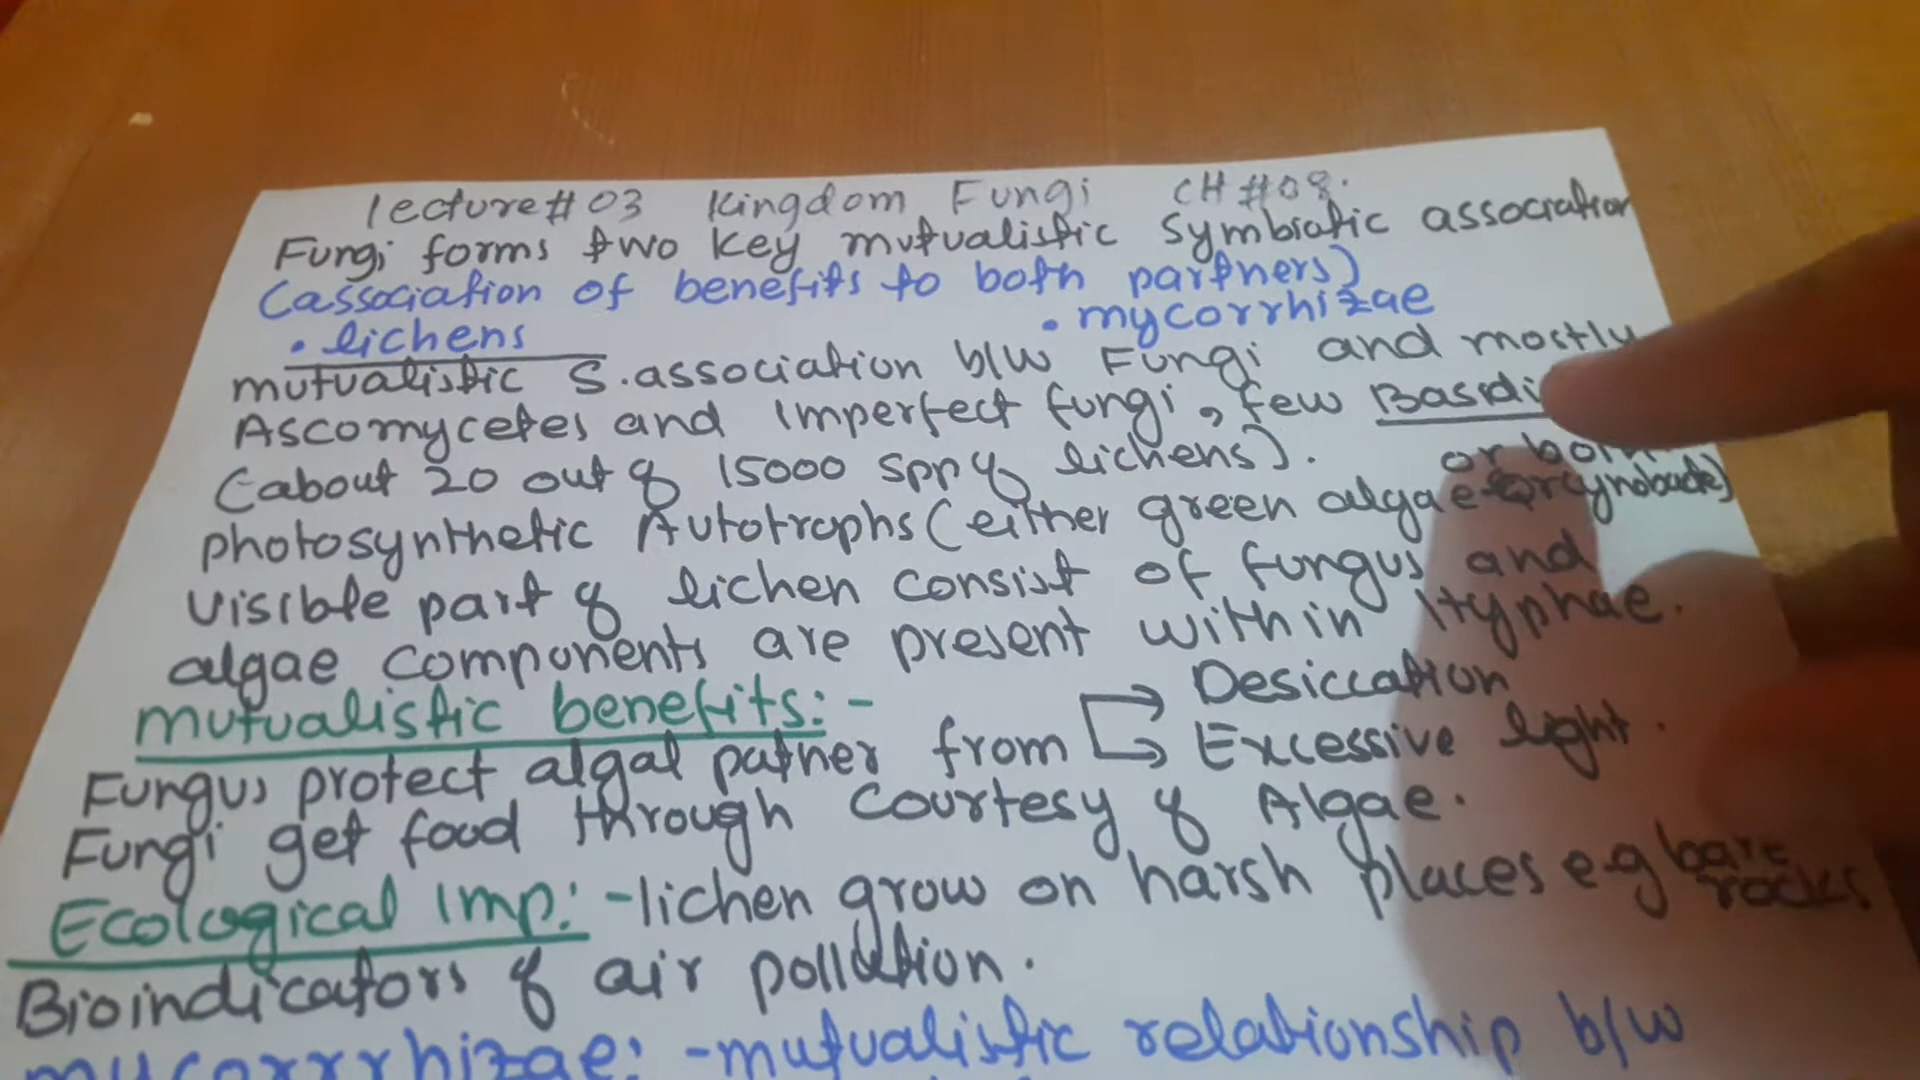 lecture#03 Kingdom Fungi CH#08.
Fungi forms two key mutualistic symbiotic association
(association of benefits to both partners)
• lichens • mycorrhizae
mutualistic S.association b/w Fungi and mostly
Ascomycetes and Imperfect fungi, few Basidi
(about 20 out of 15000 spp of lichens).
or both
photosynthetic Autotrophs (either green algae or cynobacte)
Visible part of lichen consist of fungus and
algae components are present within Hyphae.
mutualistic benefits:-
Fungus protect algal patner from Desiccation
Excessive light.
Fungi get food through courtesy of Algae.
Ecological Imp:-lichen grow on harsh places e.g bare
rocks
Bioindicators of air pollution.
mycorrrhizae: -mutualistic relationship b/w